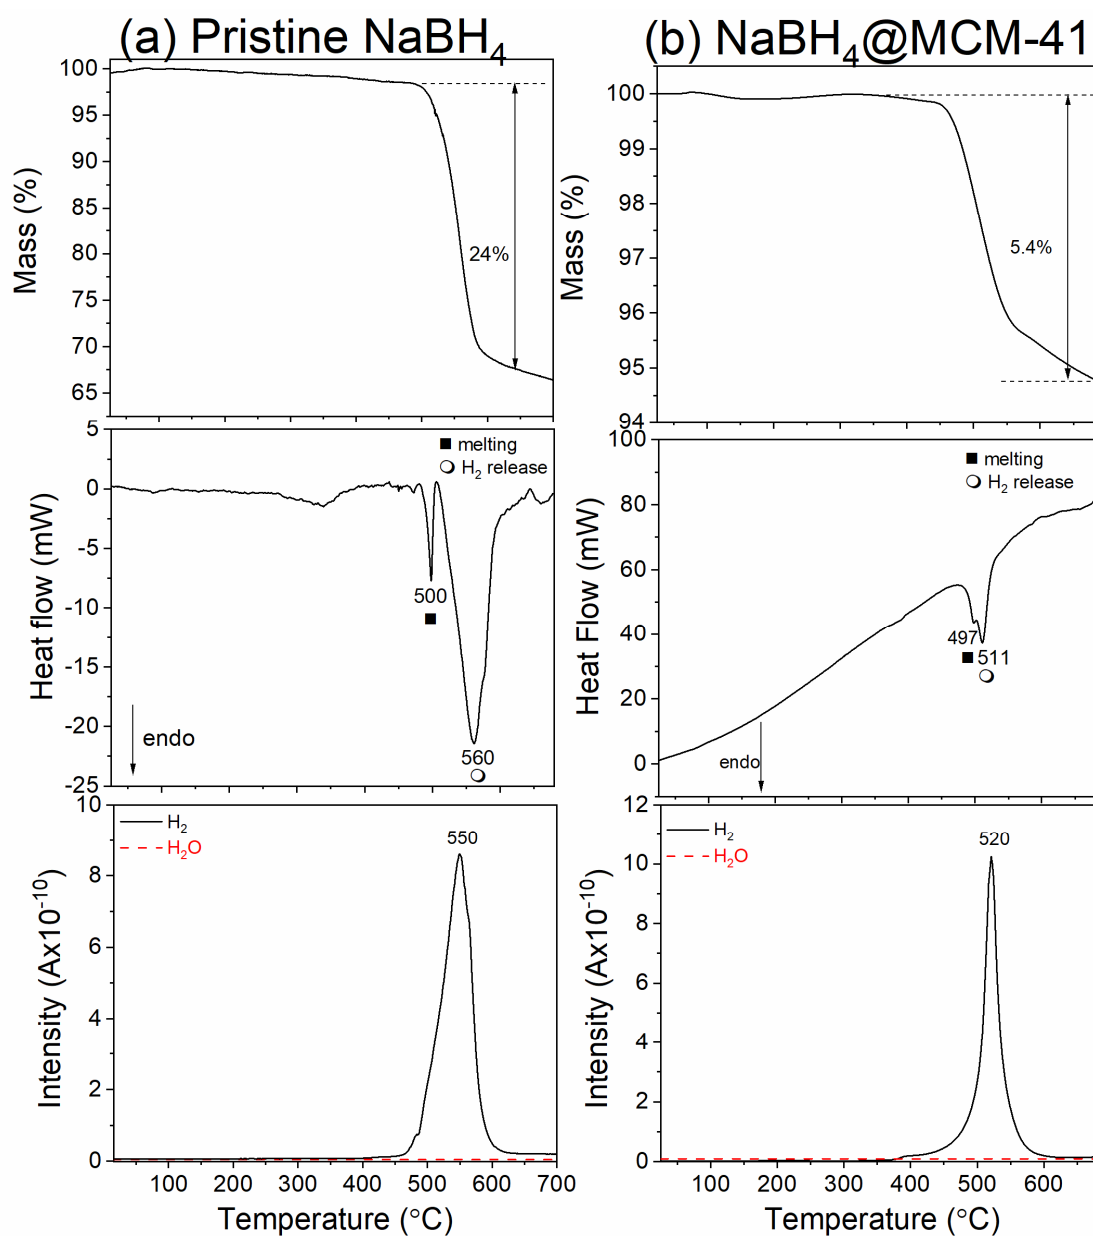 (a) Pristine NaBH₄
100
95
90
85
80
75
70
65
Mass (%)
24%
5
0
-5
-10
-15
-20
-25
Heat flow (mW)
■ melting
❍ H₂ release
500
560
endo
10
8
6
4
2
0
Intensity (Ax10⁻¹⁰)
H₂
H₂O
550
100 200 300 400 500 600 700
Temperature (°C)
(b) NaBH₄@MCM-41
100
99
98
97
96
95
94
Mass (%)
5.4%
100
80
60
40
20
0
Heat Flow (mW)
■ melting
❍ H₂ release
497
511
endo
12
10
8
6
4
2
0
Intensity (Ax10⁻¹⁰)
H₂
H₂O
520
100 200 300 400 500 600
Temperature (°C)